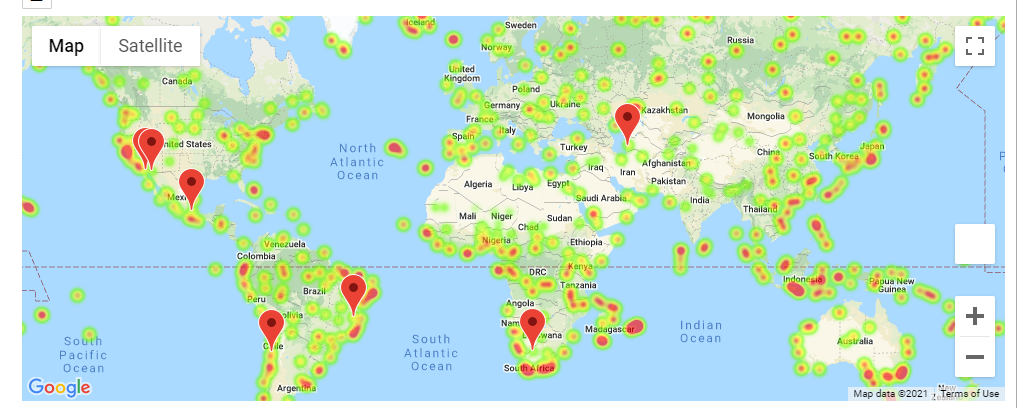 Map
Satellite
Iceland
Sweden
Norway
Russia
Canada
United
Kingdom
Poland
Germany
Ukraine
Kazakhstan
Mongolia
France
Italy
Spain
Turkey
United States
North
Atlantic
Ocean
China
Japan
South Korea
Afghanistan
Iraq
Iran
Pakistan
Algeria
Libya
Egypt
Saudi Arabia
India
Mexico
Mali
Niger
Chad
Sudan
Thailand
Nigeria
Ethiopia
Venezuela
Colombia
DRC
Kenya
Tanzania
Indonesia
Papua New
Guinea
Peru
Brazil
Bolivia
Angola
Namibia
Botswana
Madagascar
Indian
Ocean
Chile
South
Pacific
Ocean
South
Atlantic
Ocean
Australia
South Africa
Argentina
Google
Map data ©2021
Terms of Use